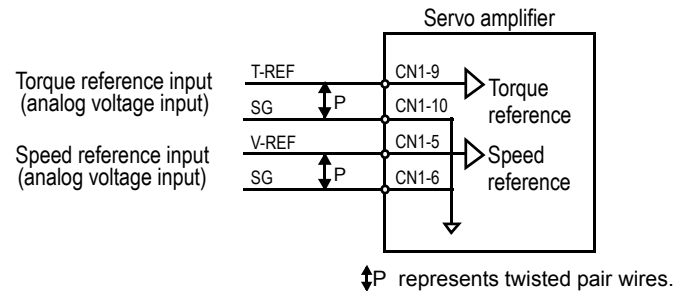 Servo amplifier
Torque reference input
(analog voltage input)
T-REF
P
SG
CN1-9
CN1-10
Torque
reference
Speed reference input
(analog voltage input)
V-REF
P
SG
CN1-5
CN1-6
Speed
reference
P represents twisted pair wires.